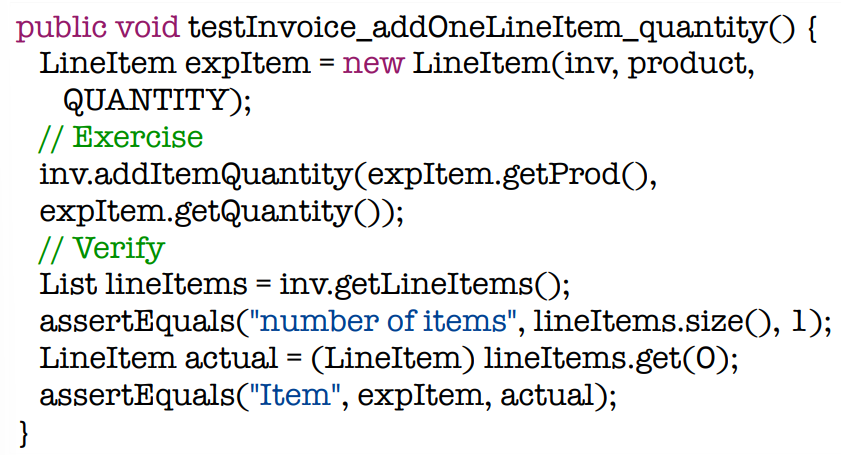 public void testInvoice_addOneLineItem_quantity() {
LineItem expItem = new LineItem(inv, product,
QUANTITY);
// Exercise
inv.addItemQuantity(expItem.getProd(),
expItem.getQuantity());
// Verify
List lineItems = inv.getLineItems();
assertEquals("number of items", lineItems.size(), 1);
LineItem actual = (LineItem) lineItems.get(0);
assertEquals("Item", expItem, actual);
}